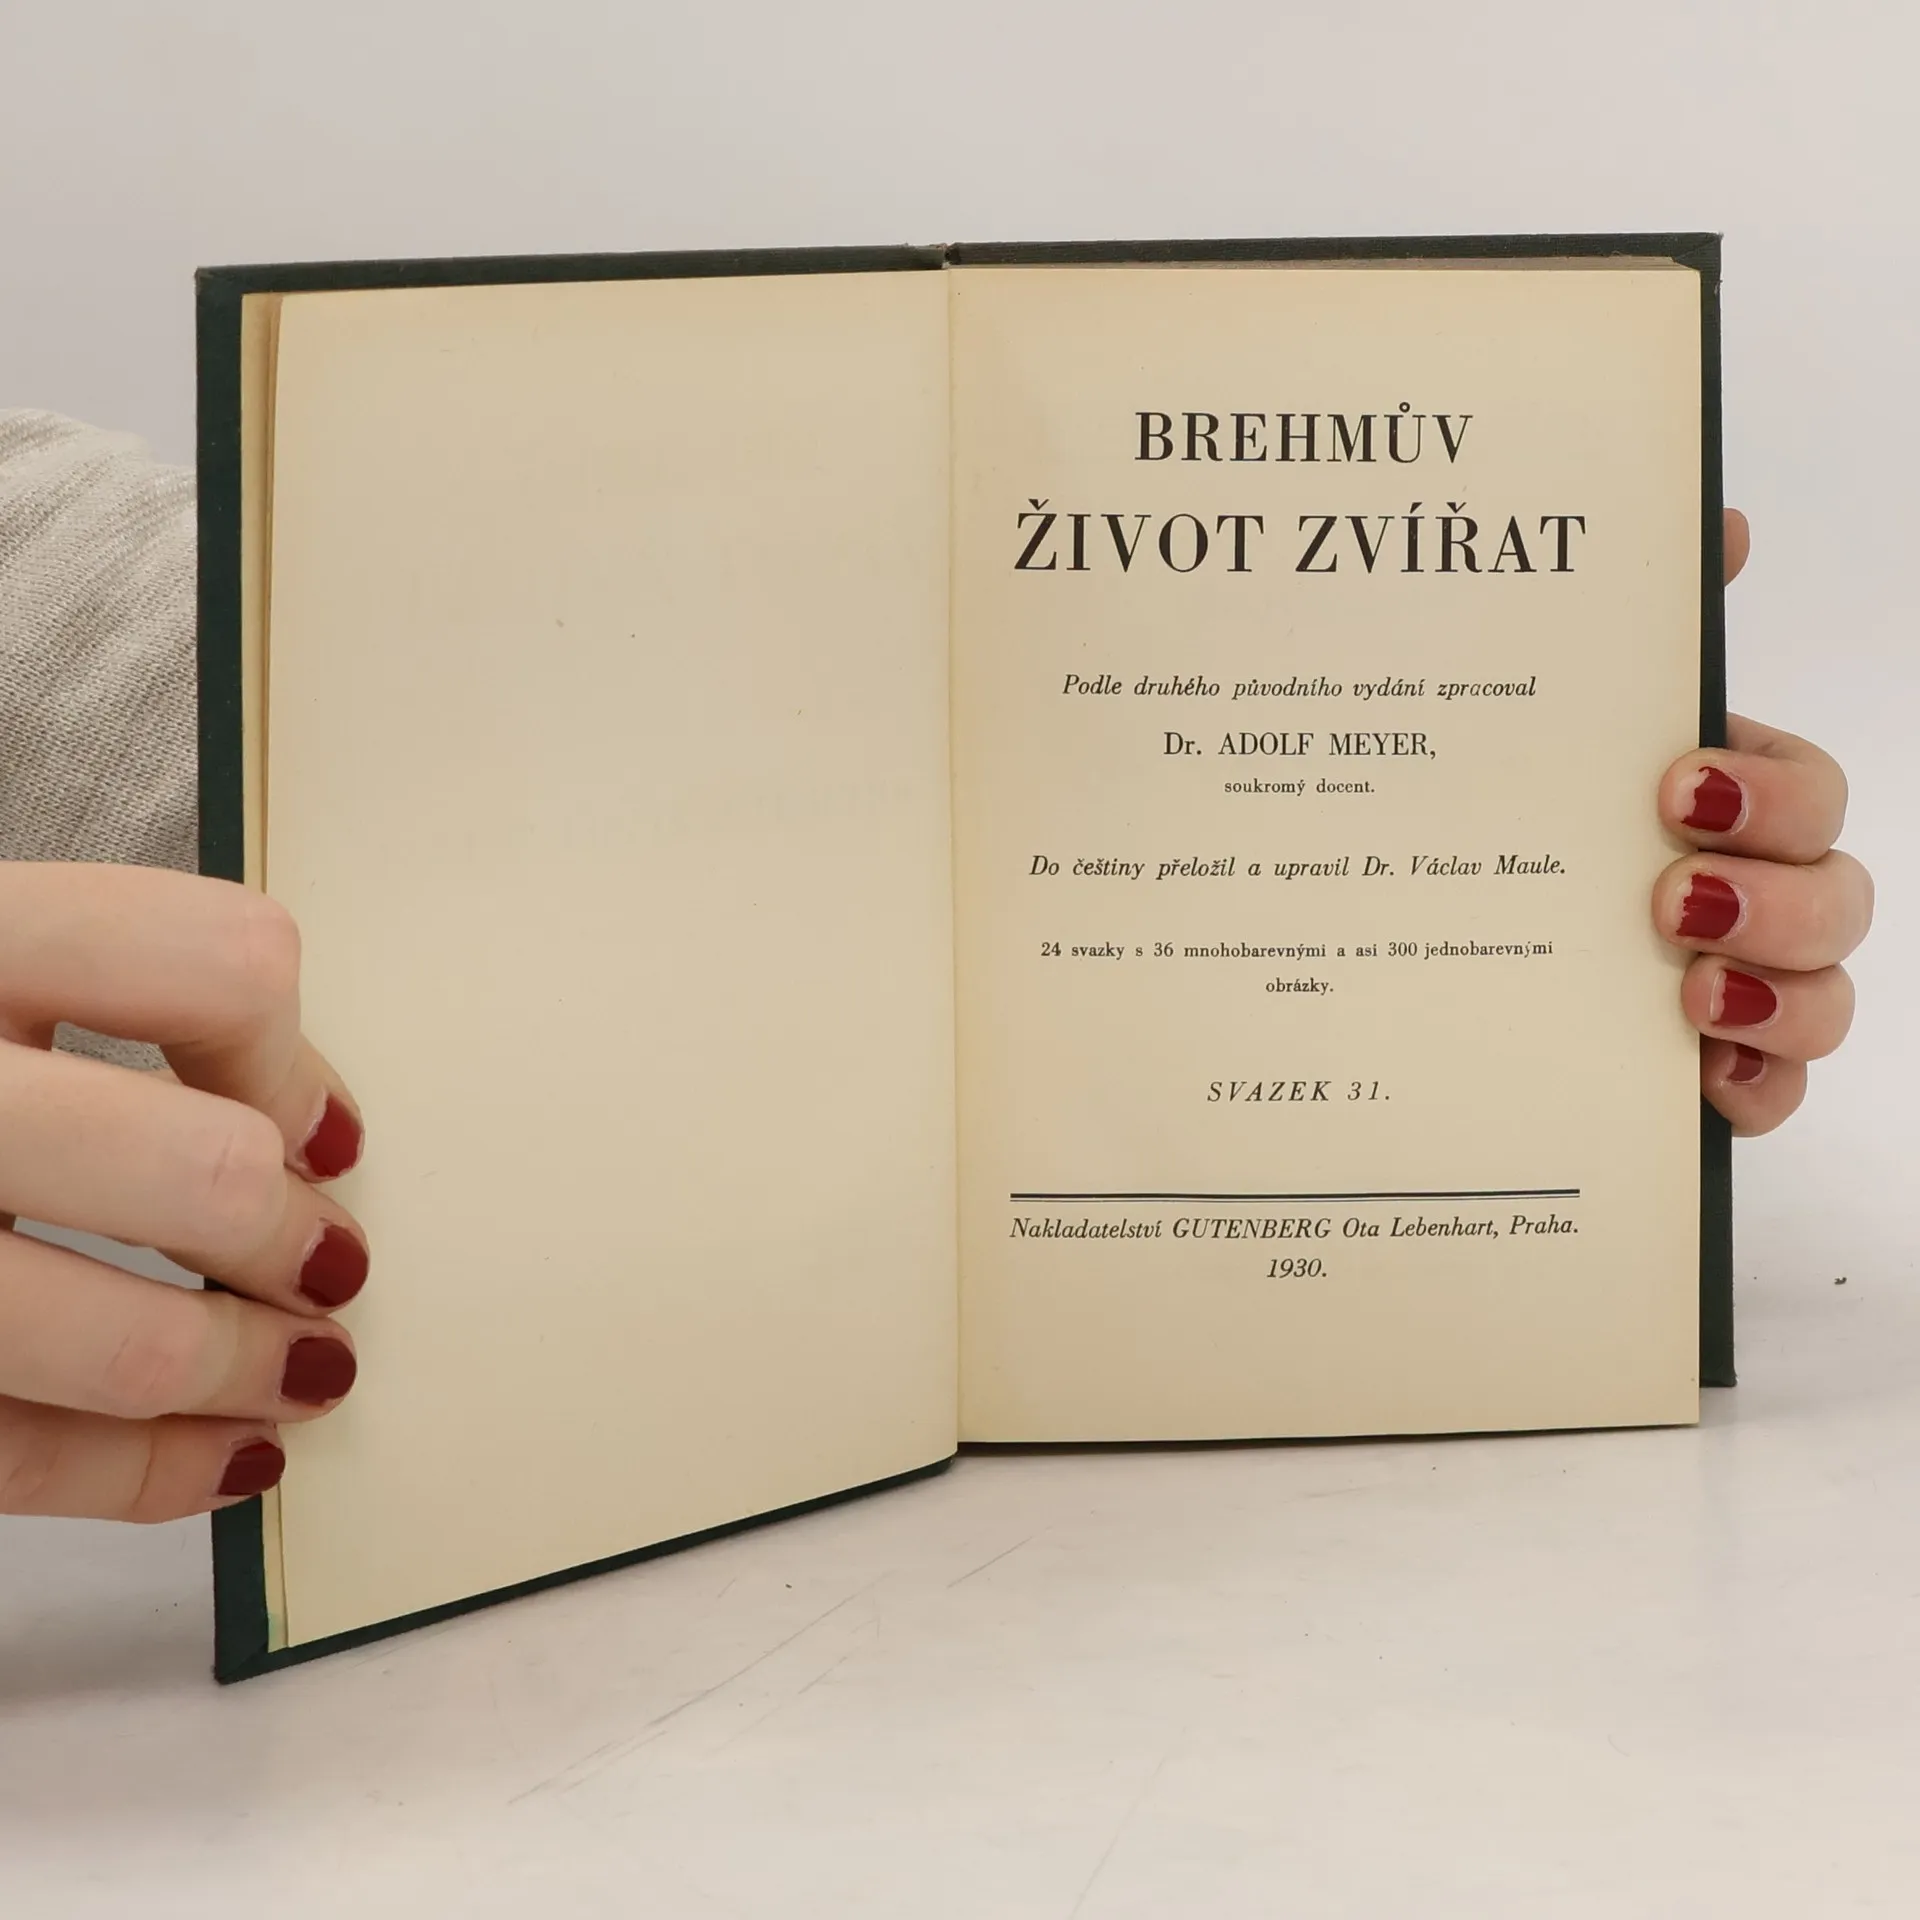 BREHMŮV
ŽIVOT ZVÍŘAT
Podle druhého původního vydání zpracoval
Dr. ADOLF MEYER,
soukromý docent.
Do češtiny přeložil a upravil Dr. Václav Maule.
24 svazky s 36 mnohobarevnými a asi 300 jednobarevnými
obrázky.
SVAZEK 31.
Nakladatelství GUTENBERG Ota Lebenhart, Praha.
1930.